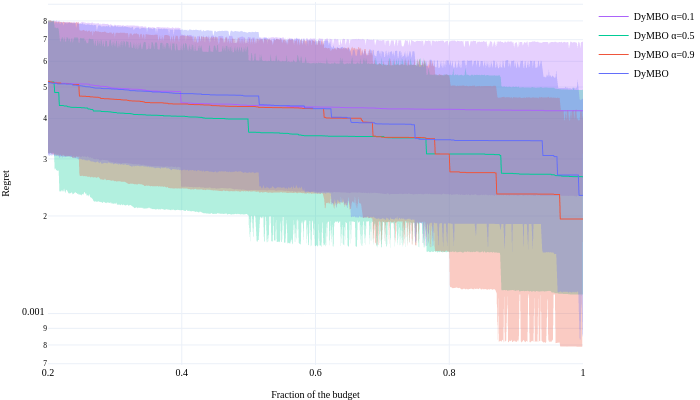 8
7
6
5
4
3
2
0.001
9
8
7
Regret
0.2
0.4
0.6
0.8
1
Fraction of the budget
DyMBO α=0.1
DyMBO α=0.5
DyMBO α=0.9
DyMBO